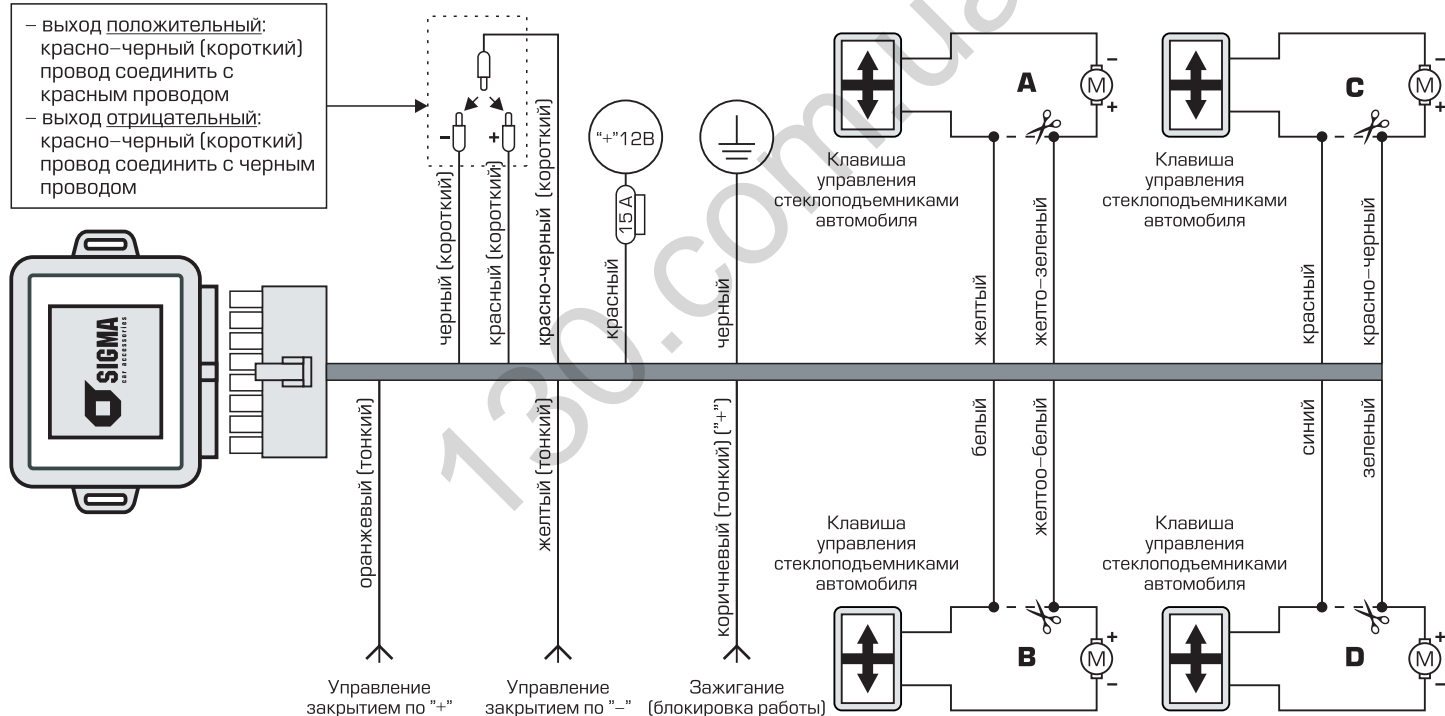 – выход положительный:
красно–черный (короткий)
провод соединить с
красным проводом
– выход отрицательный:
красно–черный (короткий)
провод соединить с черным
проводом
–
+
черный (короткий)
красный (короткий)
красно-черный (короткий)
"+"12В
15 А
красный
черный
Клавиша
управления
стеклоподъемниками
автомобиля
A
M
–
+
желтый
желто–зеленый
Клавиша
управления
стеклоподъемниками
автомобиля
C
M
–
+
красный
красно–черный
SIGMA
car accessories
оранжевый (тонкий)
Управление
закрытием по "+"
желтый (тонкий)
Управление
закрытием по "–"
коричневый (тонкий) ("+")
Зажигание
(блокировка работы)
белый
желтоо–белый
Клавиша
управления
стеклоподъемниками
автомобиля
B
M
+
–
синий
зеленый
Клавиша
управления
стеклоподъемниками
автомобиля
D
M
+
–
130.com.ua